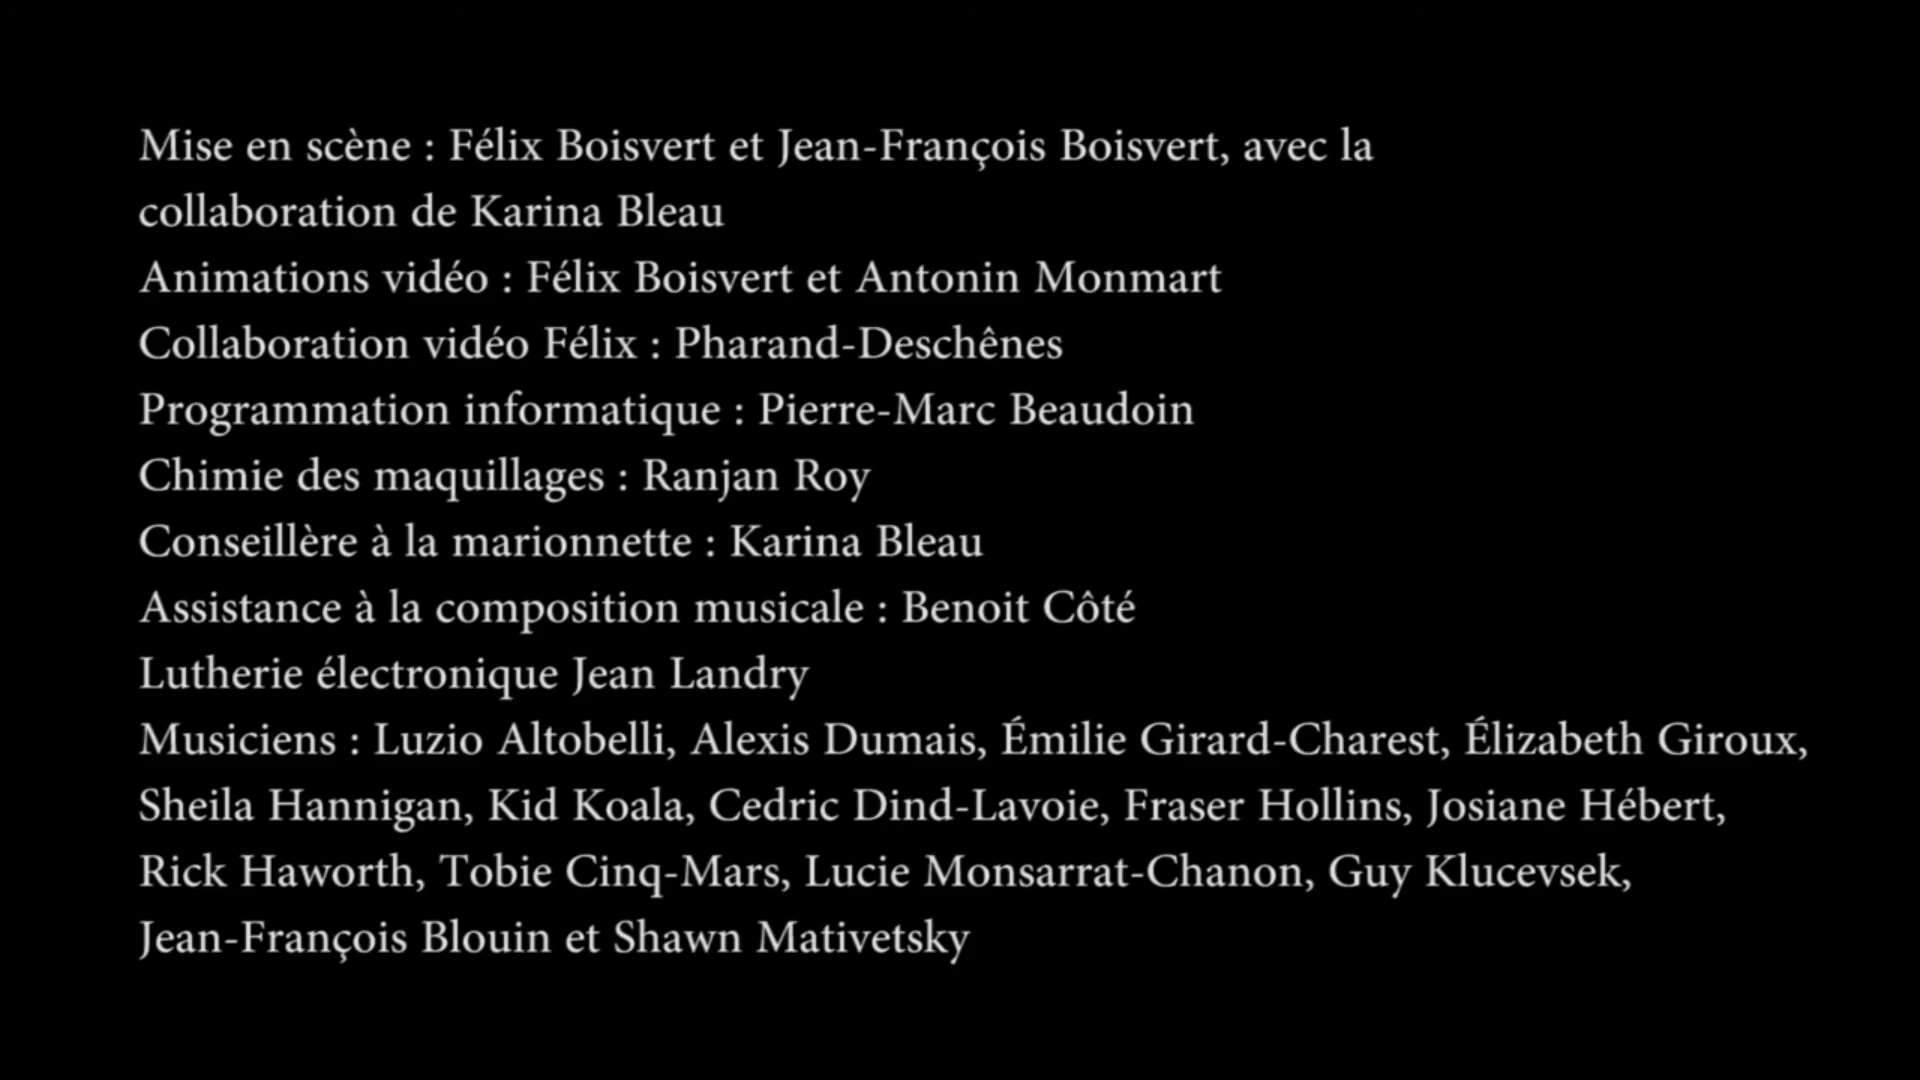 Mise en scène : Félix Boisvert et Jean-François Boisvert, avec la
collaboration de Karina Bleau
Animations vidéo : Félix Boisvert et Antonin Monmart
Collaboration vidéo Félix : Pharand-Deschênes
Programmation informatique : Pierre-Marc Beaudoin
Chimie des maquillages : Ranjan Roy
Conseillère à la marionnette : Karina Bleau
Assistance à la composition musicale : Benoit Côté
Lutherie électronique Jean Landry
Musiciens : Luzio Altobelli, Alexis Dumais, Émilie Girard-Charest, Élizabeth Giroux,
Sheila Hannigan, Kid Koala, Cedric Dind-Lavoie, Fraser Hollins, Josiane Hébert,
Rick Haworth, Tobie Cinq-Mars, Lucie Monsarrat-Chanon, Guy Klucevsek,
Jean-François Blouin et Shawn Mativetsky